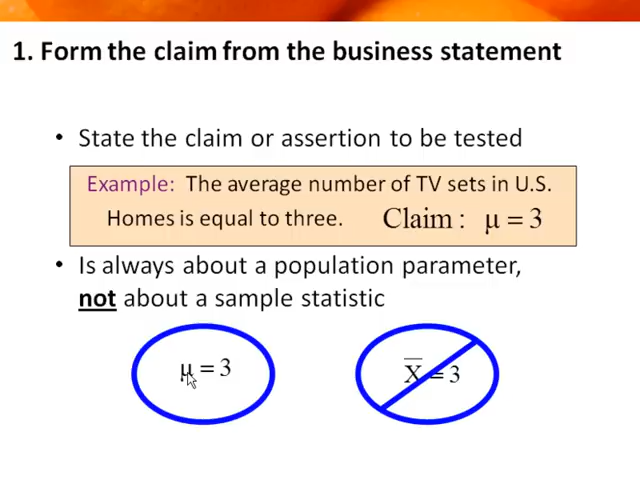 1. Form the claim from the business statement
• State the claim or assertion to be tested
Example: The average number of TV sets in U.S.
Homes is equal to three. Claim : μ = 3
• Is always about a population parameter,
not about a sample statistic
μ = 3 X̅ = 3